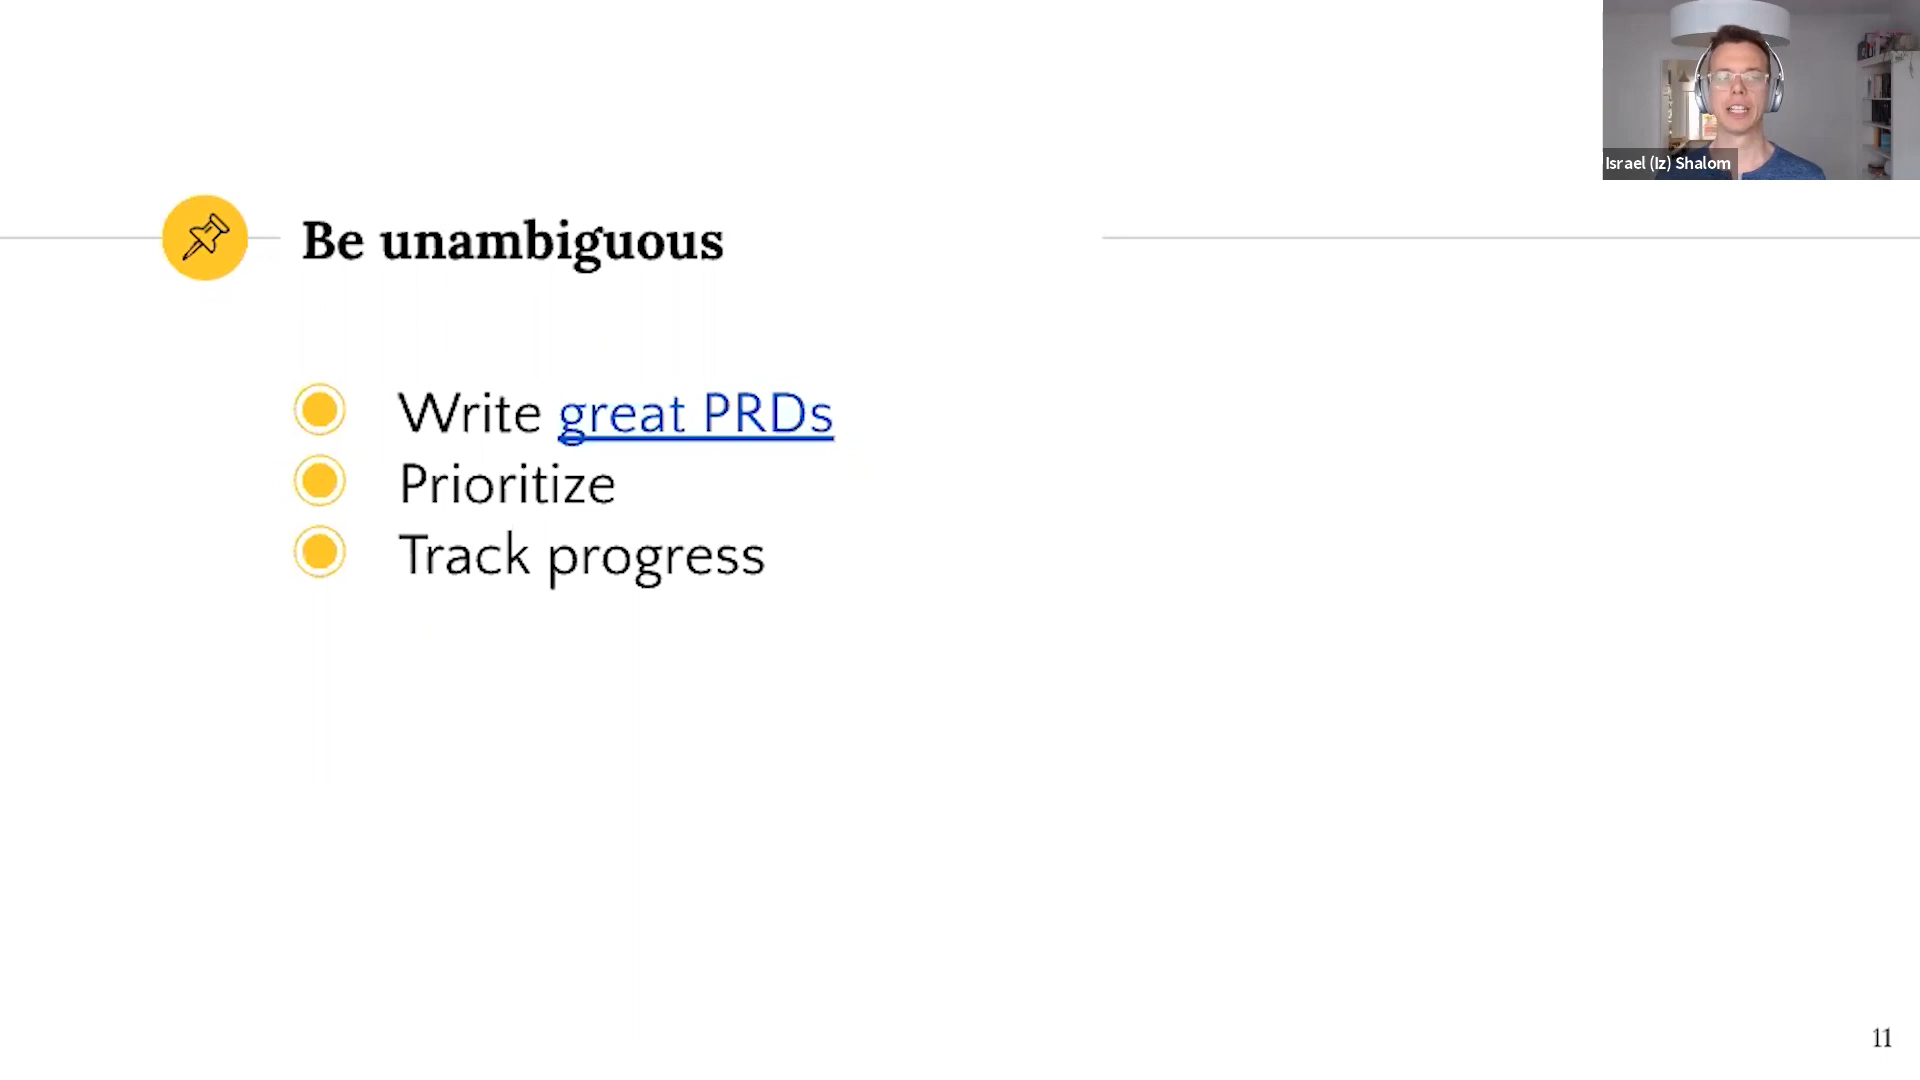 Israel (Iz) Shalom
Be unambiguous
Write great PRDs
Prioritize
Track progress
11